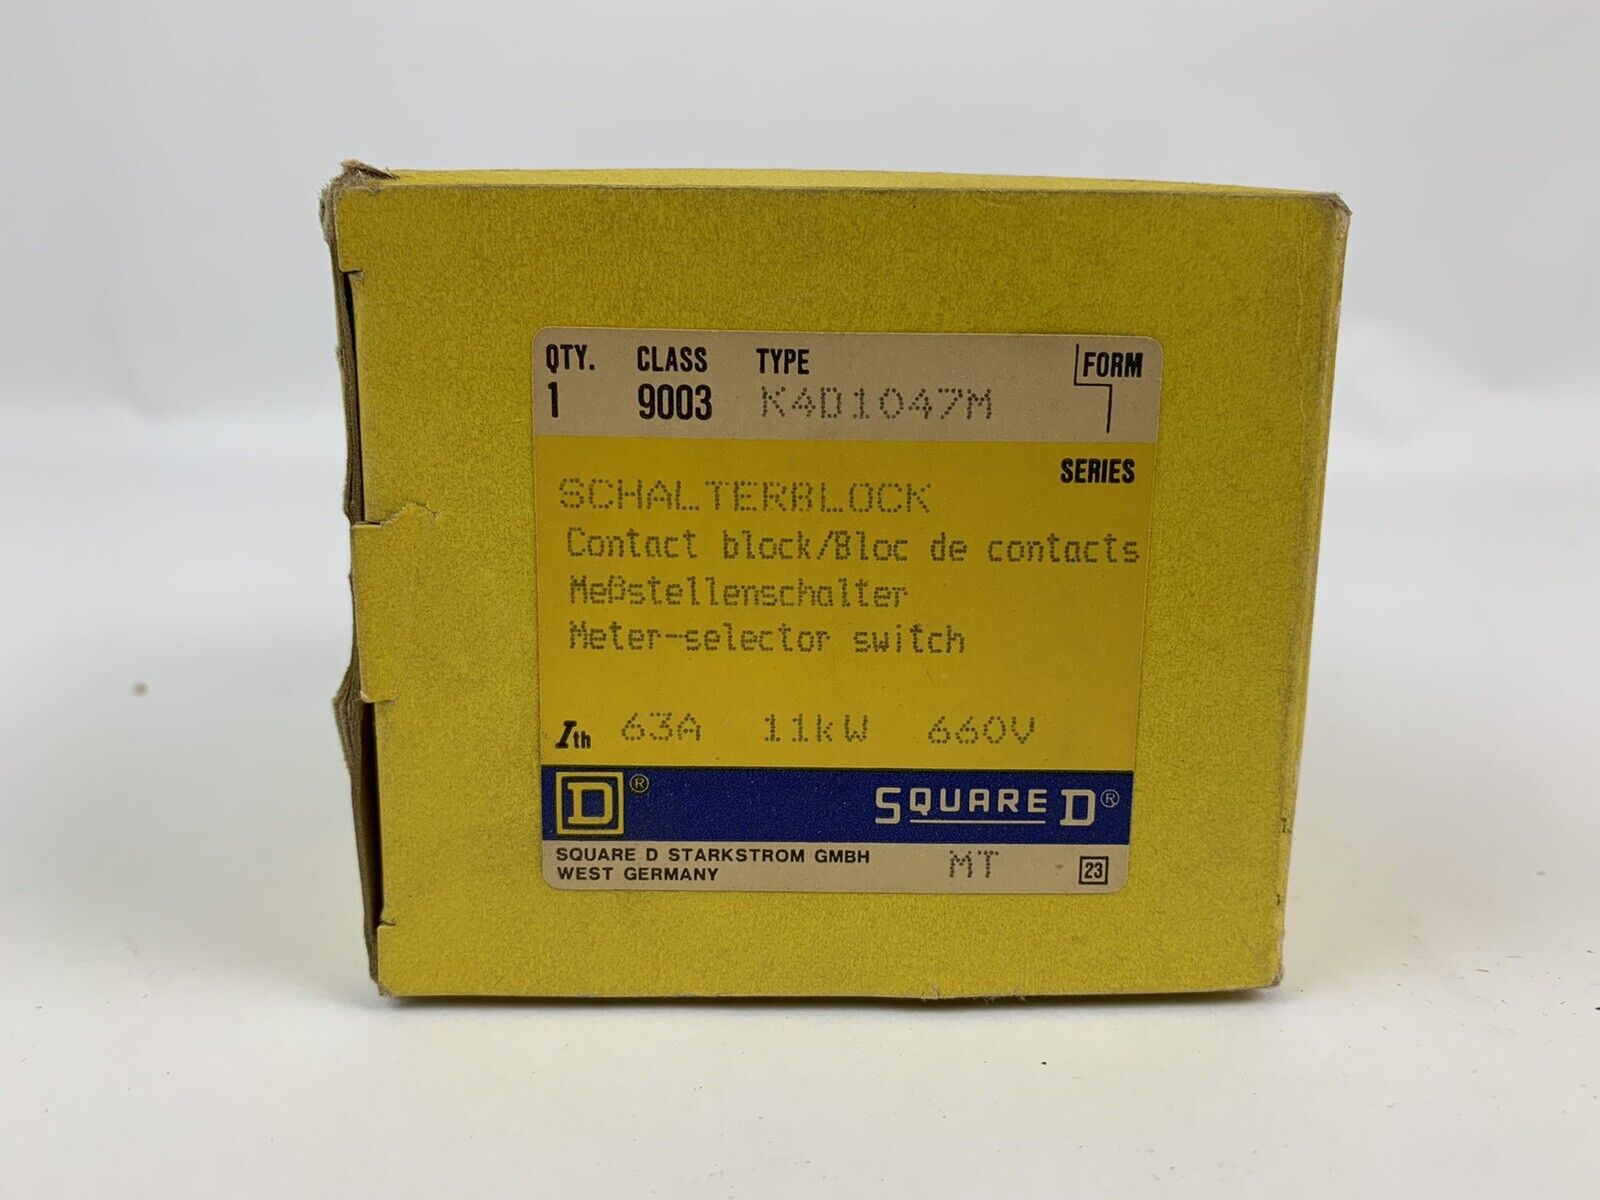 QTY. CLASS TYPE FORM
1 9003 K4D1047M
SERIES
SCHALTERBLOCK
Contact block/Bloc de contacts
Meßstellenschalter
Meter-selector switch
Ith 63A 11kW 660V
D® SQUARE D®
SQUARE D STARKSTROM GMBH MT 23
WEST GERMANY